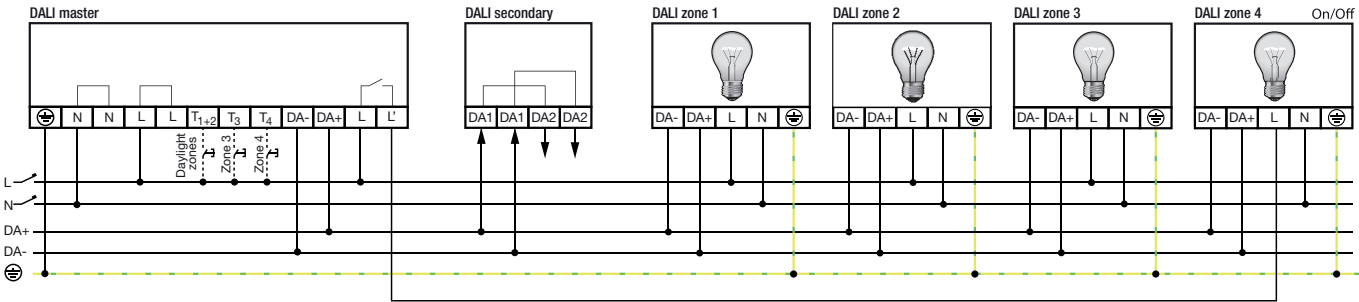 DALI master
DALI secondary
DALI zone 1
DALI zone 2
DALI zone 3
DALI zone 4 On/Off
N N L L T1+2 T3 T4 DA- DA+ L L'
DA1 DA1 DA2 DA2
DA- DA+ L N
DA- DA+ L N
DA- DA+ L N
DA- DA+ L N
Daylight
zones
Zone 3
Zone 4
L
N
DA+
DA-